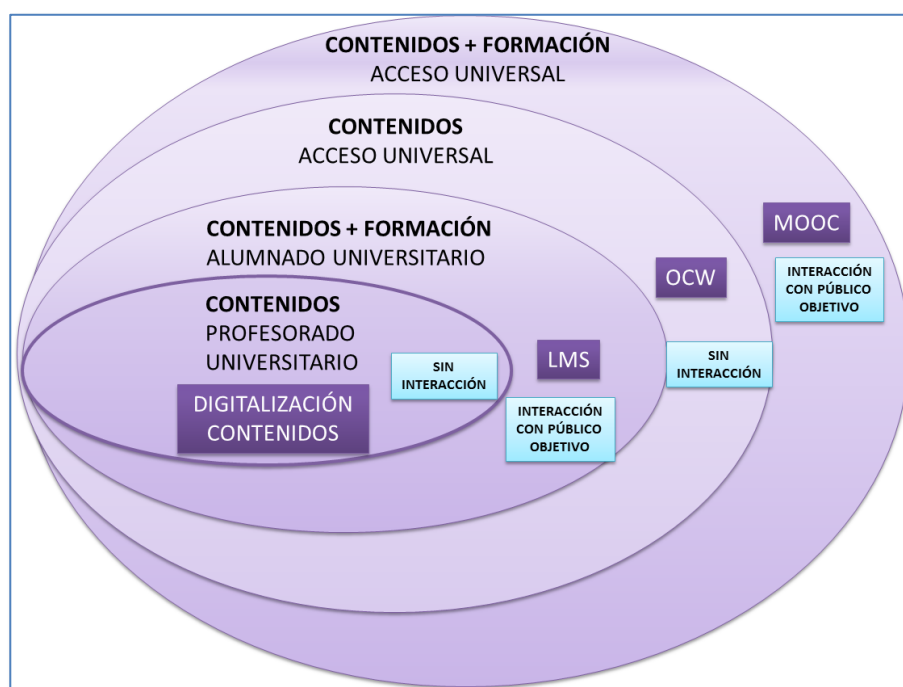 CONTENIDOS + FORMACIÓN
ACCESO UNIVERSAL
CONTENIDOS
ACCESO UNIVERSAL
CONTENIDOS + FORMACIÓN
ALUMNADO UNIVERSITARIO
CONTENIDOS
PROFESORADO
UNIVERSITARIO
DIGITALIZACIÓN
CONTENIDOS
SIN
INTERACCIÓN
LMS
INTERACCIÓN
CON PÚBLICO
OBJETIVO
OCW
SIN
INTERACCIÓN
MOOC
INTERACCIÓN
CON PÚBLICO
OBJETIVO